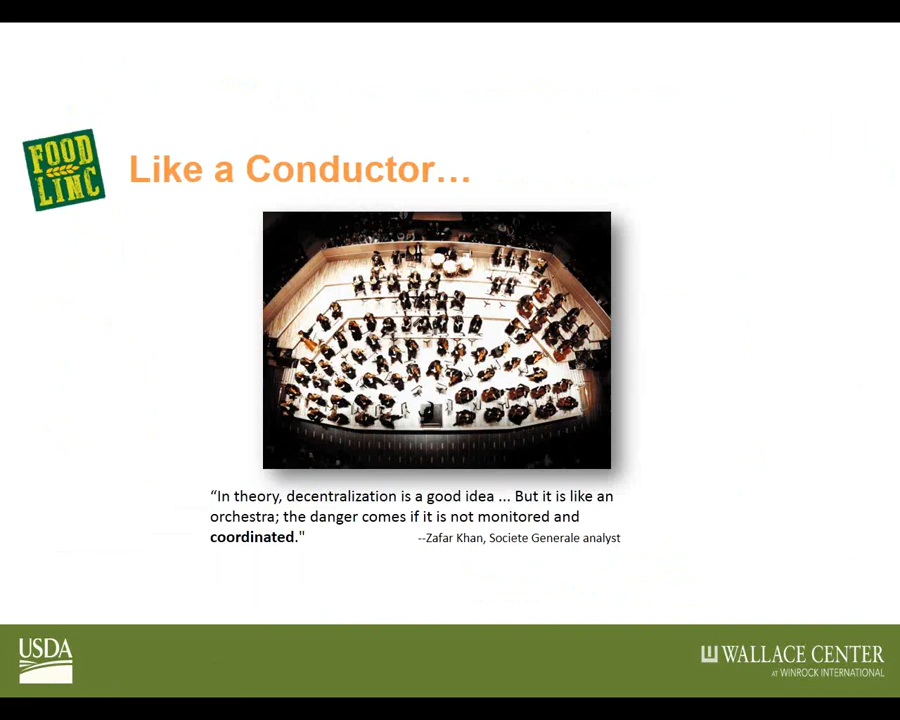 FOOD
LINC
Like a Conductor…
“In theory, decentralization is a good idea ... But it is like an
orchestra; the danger comes if it is not monitored and
coordinated."
--Zafar Khan, Societe Generale analyst
USDA
WALLACE CENTER
AT WINROCK INTERNATIONAL